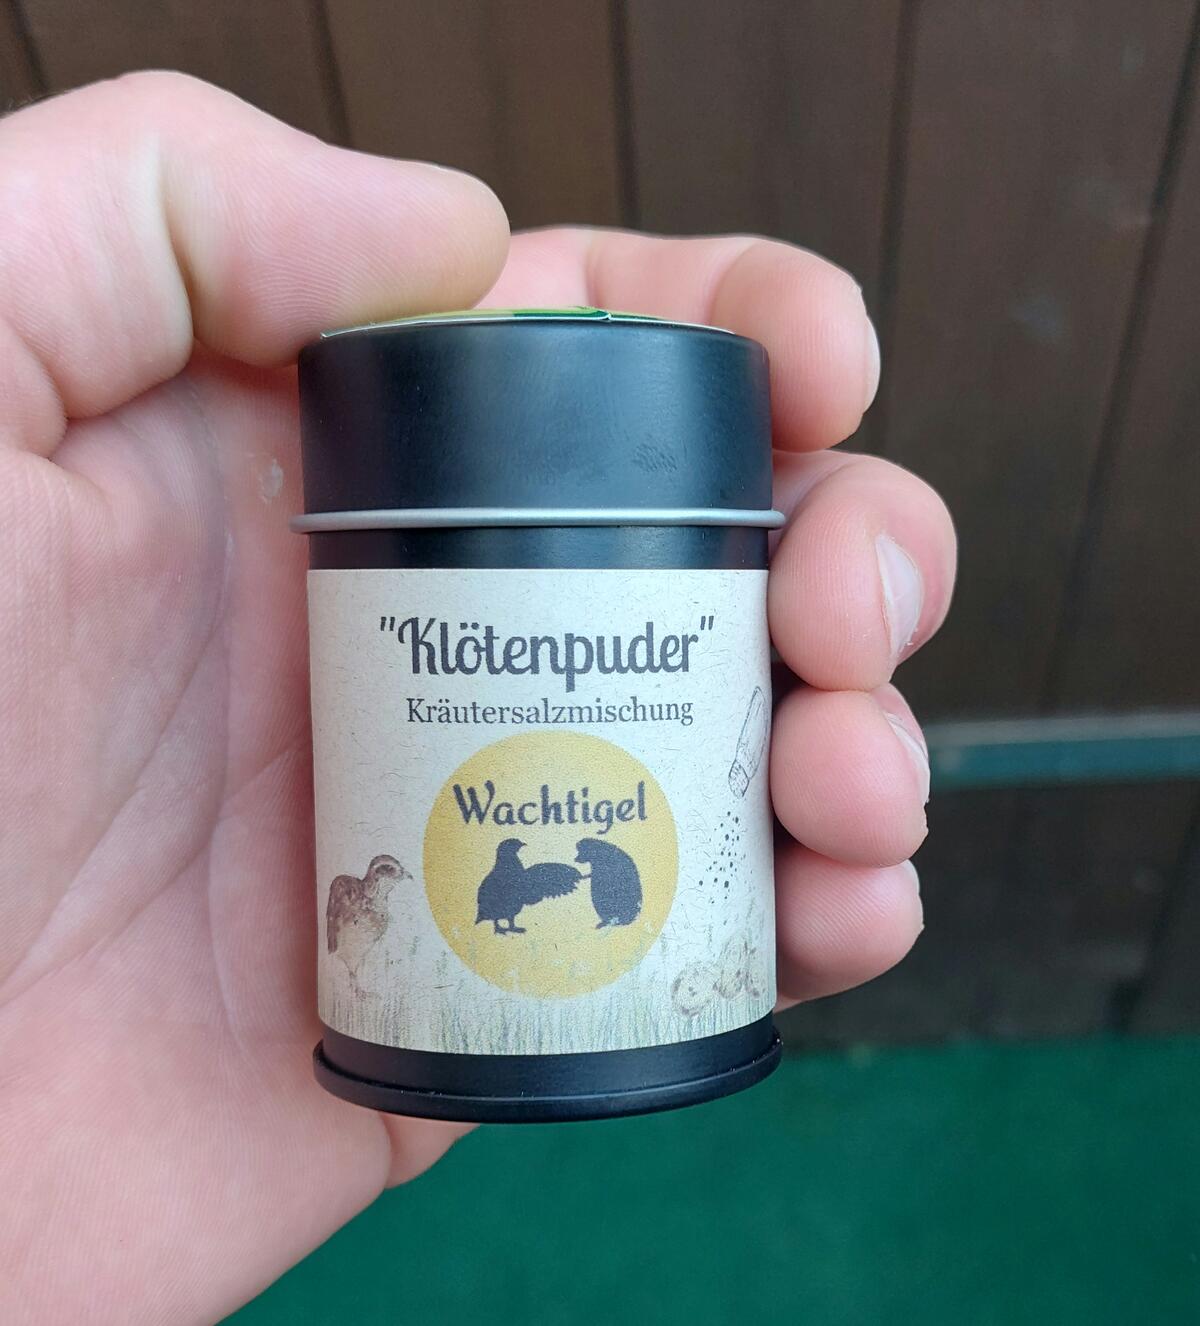 "Klötenpuder"
Kräutersalzmischung
Wachtigel